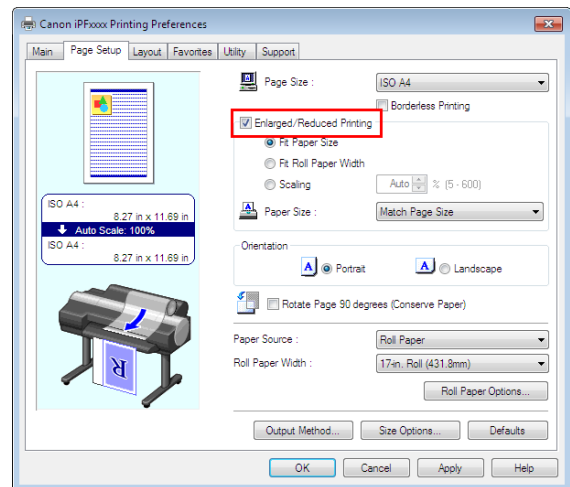 Canon iPFxxxx Printing Preferences
Main Page Setup Layout Favorites Utility Support
Page Size : ISO A4
Borderless Printing
Enlarged/Reduced Printing
Fit Paper Size
Fit Roll Paper Width
Scaling Auto % (5 - 600)
Paper Size : Match Page Size
ISO A4 :
8.27 in x 11.69 in
Auto Scale: 100%
ISO A4 :
8.27 in x 11.69 in
Orientation
A Portrait A Landscape
Rotate Page 90 degrees (Conserve Paper)
R
Paper Source : Roll Paper
Roll Paper Width : 17-in. Roll (431.8mm)
Roll Paper Options...
Output Method... Size Options... Defaults
OK Cancel Apply Help